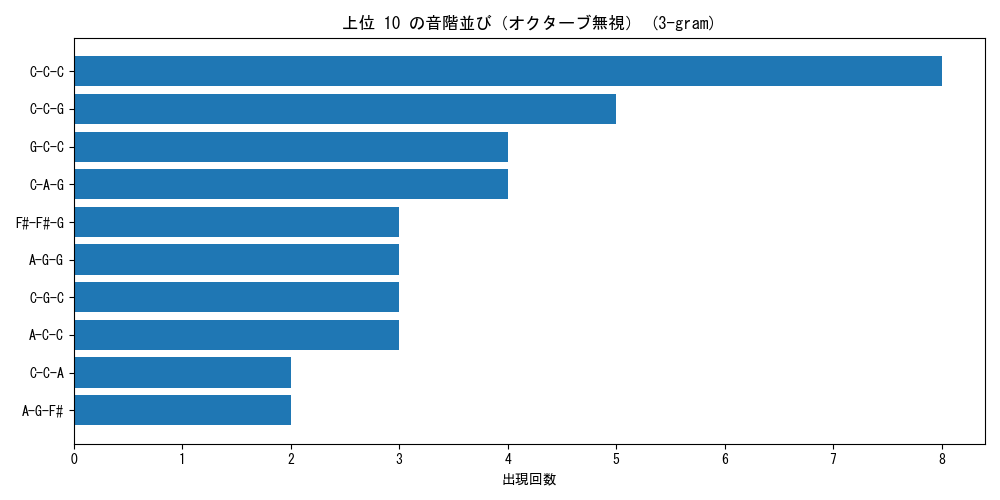 上位 10 の音階並び（オクターブ無視） (3-gram)
C-C-C
C-C-G
G-C-C
C-A-G
F#-F#-G
A-G-G
C-G-C
A-C-C
C-C-A
A-G-F#
0 1 2 3 4 5 6 7 8
出現回数